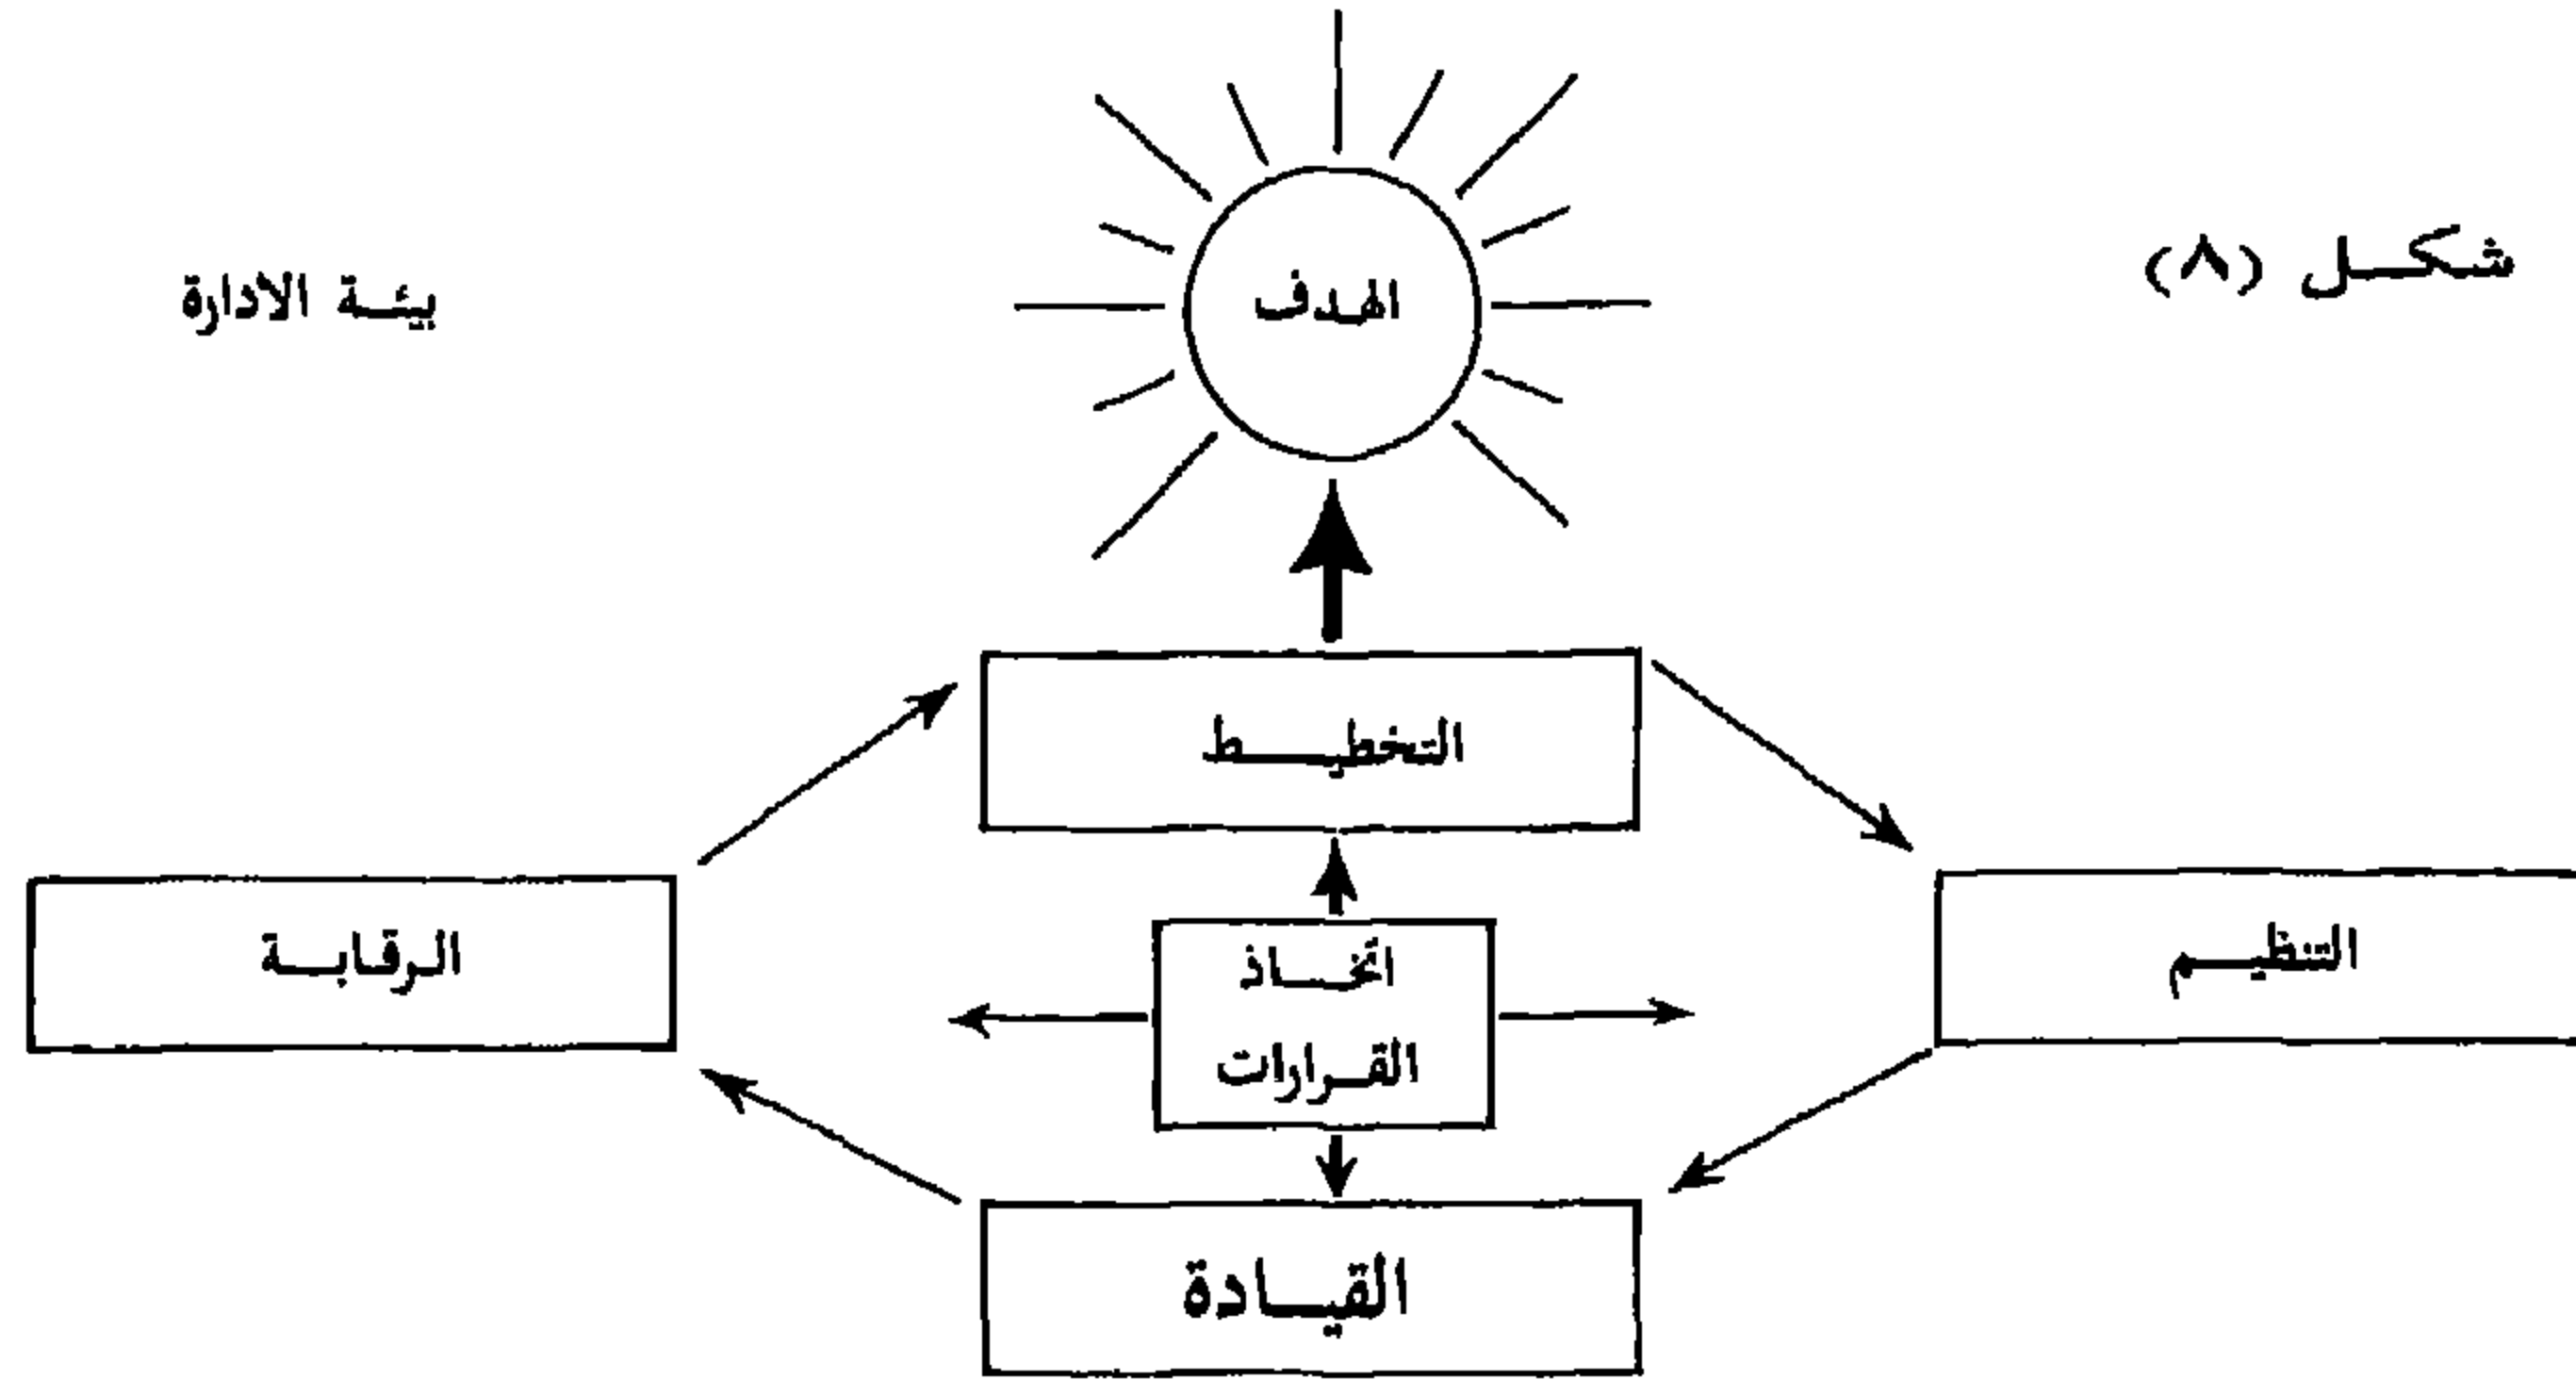 شكل (٨)
بيئة الادارة
الهدف
التخطيط
التنظيم
اتخاذ
القرارات
الرقابة
القيادة